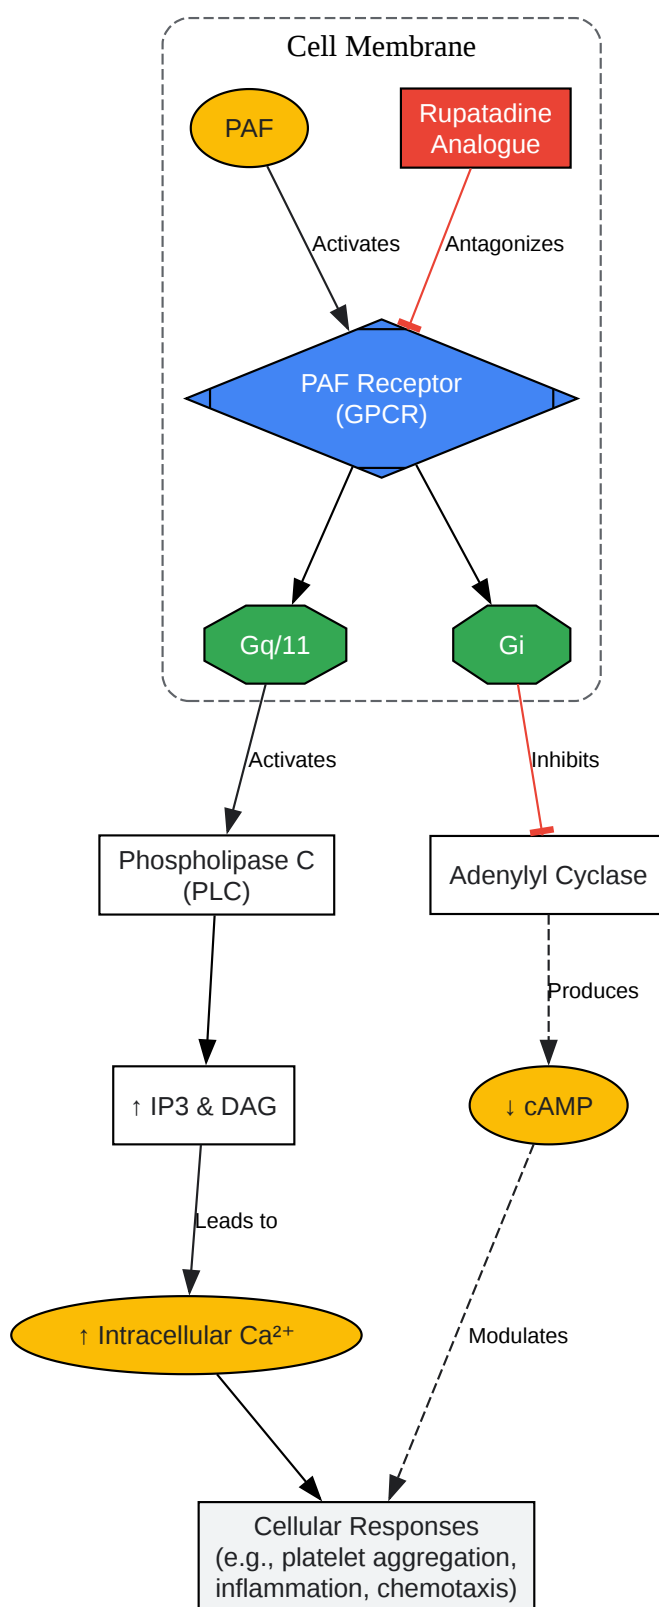 Cell Membrane
PAF
Rupatadine
Analogue
Activates
Antagonizes
PAF Receptor
(GPCR)
Gq/11
Gi
Activates
Inhibits
Phospholipase C
(PLC)
Adenylyl Cyclase
Produces
↑ IP3 & DAG
↓ cAMP
Leads to
↑ Intracellular Ca²⁺
Modulates
Cellular Responses
(e.g., platelet aggregation,
inflammation, chemotaxis)